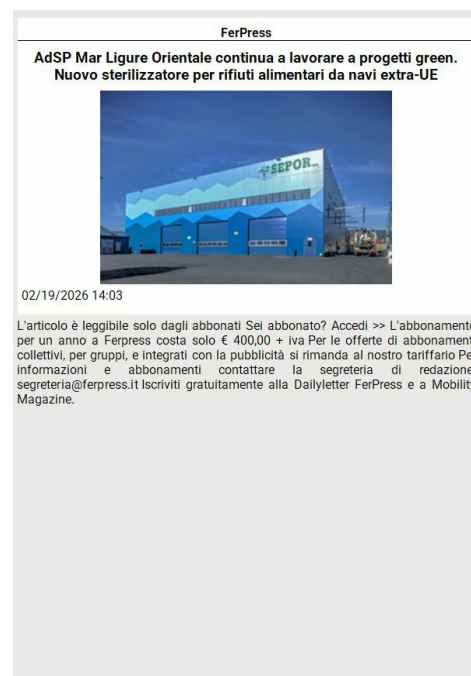 FerPress
AdSP Mar Ligure Orientale continua a lavorare a progetti green.
Nuovo sterilizzatore per rifiuti alimentari da navi extra-UE
SEPOR
02/19/2026 14:03
L'articolo è leggibile solo dagli abbonati Sei abbonato? Accedi >> L'abbonamento
per un anno a Ferpress costa solo € 400,00 + iva Per le offerte di abbonament
collettivi, per gruppi, e integrati con la pubblicità si rimanda al nostro tariffario Pe
informazioni e abbonamenti contattare la segreteria di redazione
segreteria@ferpress.it Iscriviti gratuitamente alla Dailyletter FerPress e a Mobilit
Magazine.